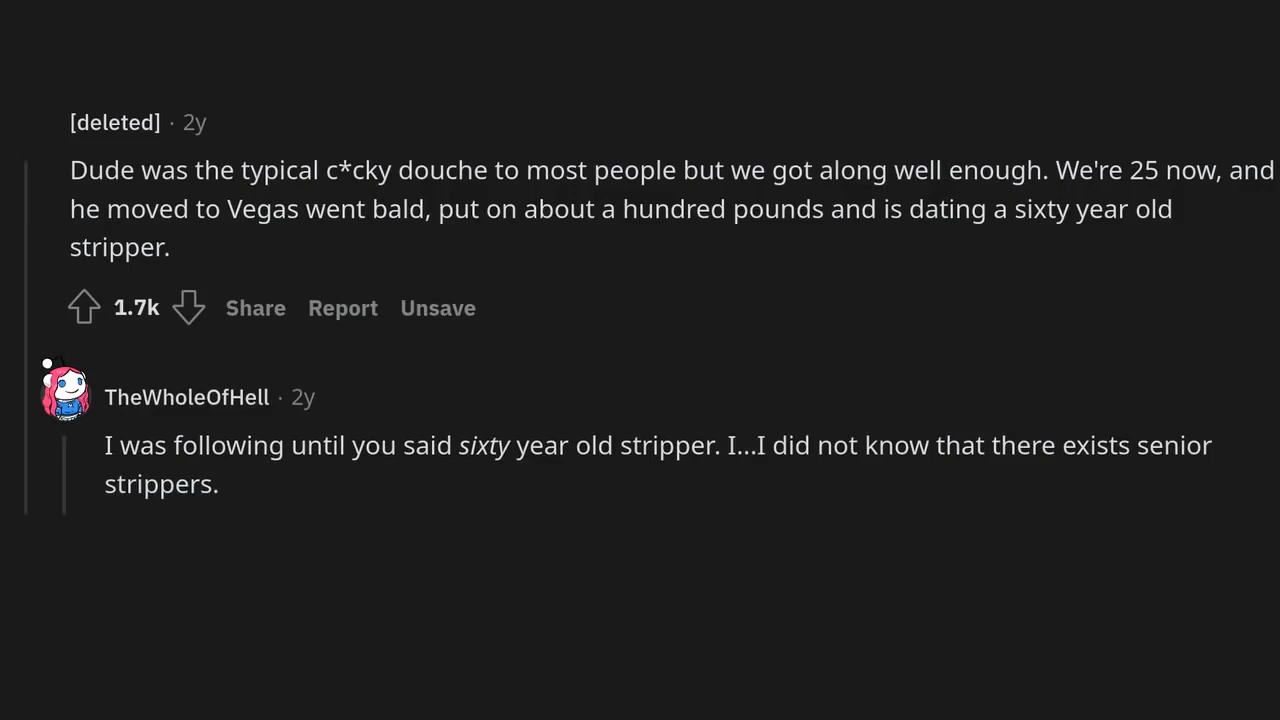 [deleted] · 2y
Dude was the typical c*cky douche to most people but we got along well enough. We're 25 now, and
he moved to Vegas went bald, put on about a hundred pounds and is dating a sixty year old
stripper.
1.7k Share Report Unsave
TheWholeOfHell · 2y
I was following until you said sixty year old stripper. I...I did not know that there exists senior
strippers.